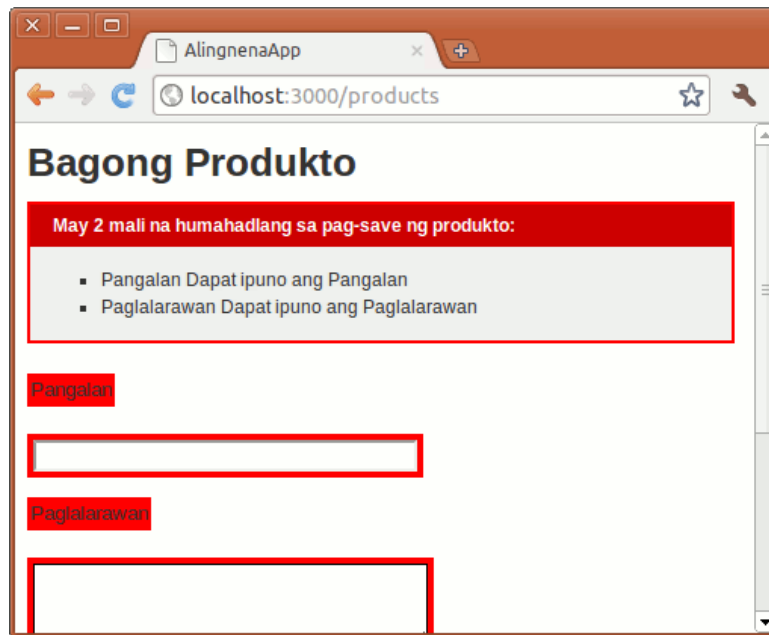 AlingnenaApp
localhost:3000/products
Bagong Produkto
May 2 mali na humahadlang sa pag-save ng produkto:
Pangalan Dapat ipuno ang Pangalan
Paglalarawan Dapat ipuno ang Paglalarawan
Pangalan
Paglalarawan